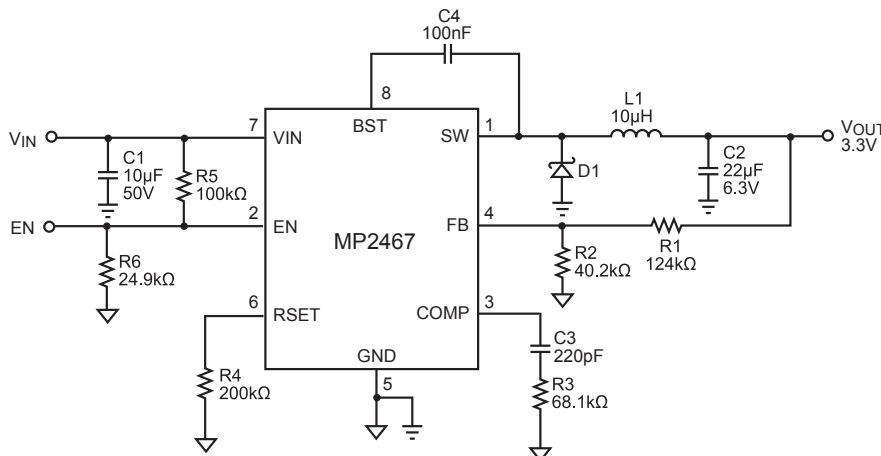 C4
100nF
8
BST
L1
10µH
VIN
7
VIN
SW
1
VOUT
3.3V
C1
10µF
50V
R5
100kΩ
D1
C2
22µF
6.3V
EN
2
EN
MP2467
FB
4
R6
24.9kΩ
R2
40.2kΩ
R1
124kΩ
6
RSET
COMP
3
C3
220pF
GND
5
R4
200kΩ
R3
68.1kΩ